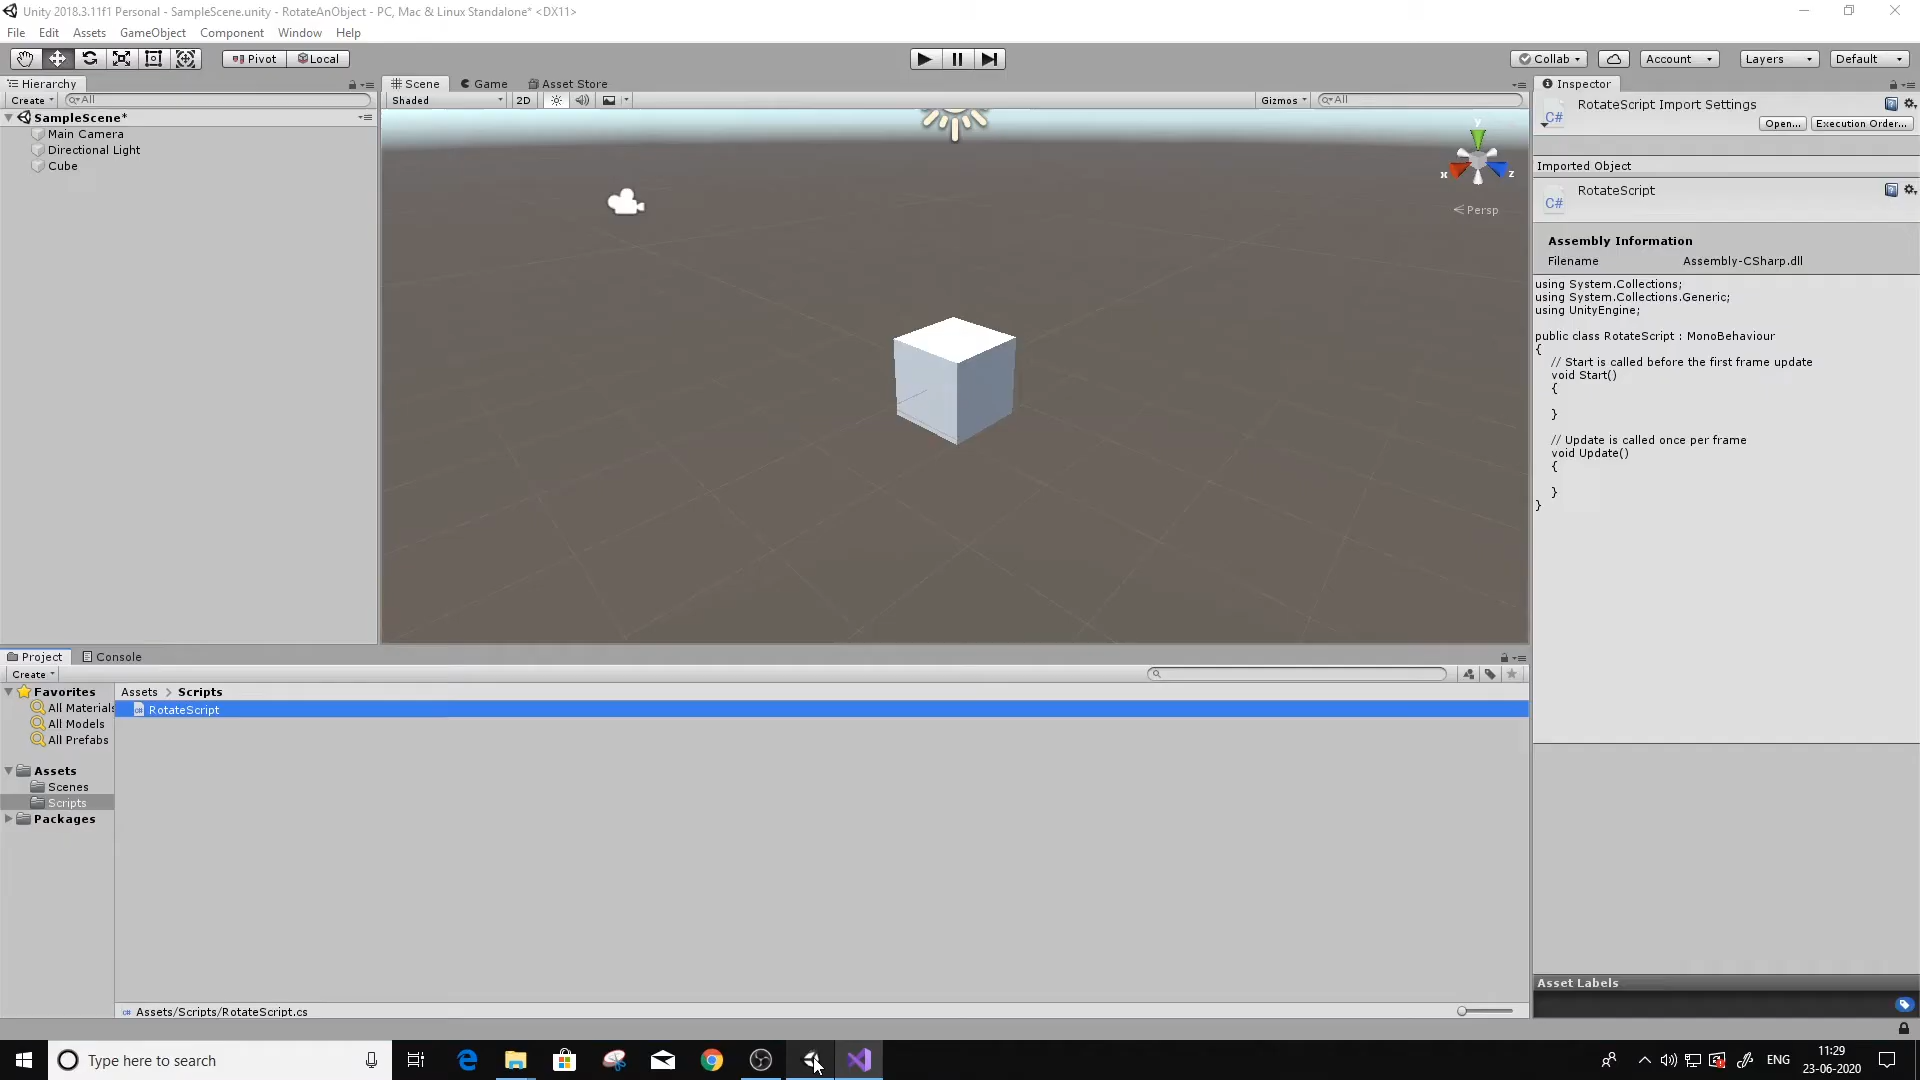 Unity 2018.3.11f1 Personal - SampleScene.unity - RotateAnObject - PC, Mac & Linux Standalone* <DX11>
File Edit Assets GameObject Component Window Help
Pivot Local Collab Account Layers Default
Hierarchy
Create All
SampleScene*
Main Camera
Directional Light
Cube
Scene Game Asset Store
Shaded 2D Gizmos All
y
x z
Persp
Inspector
RotateScript Import Settings
C#
Open... Execution Order...
Imported Object
RotateScript
C#
Assembly Information
Filename Assembly-CSharp.dll
using System.Collections;
using System.Collections.Generic;
using UnityEngine;
public class RotateScript : MonoBehaviour
{
// Start is called before the first frame update
void Start()
{
}
// Update is called once per frame
void Update()
{
}
}
Project Console
Create
Favorites
All Materials
All Models
All Prefabs
Assets
Scenes
Scripts
Packages
Assets > Scripts
RotateScript
Assets/Scripts/RotateScript.cs
Asset Labels
Type here to search
ENG
11:29
23-06-2020